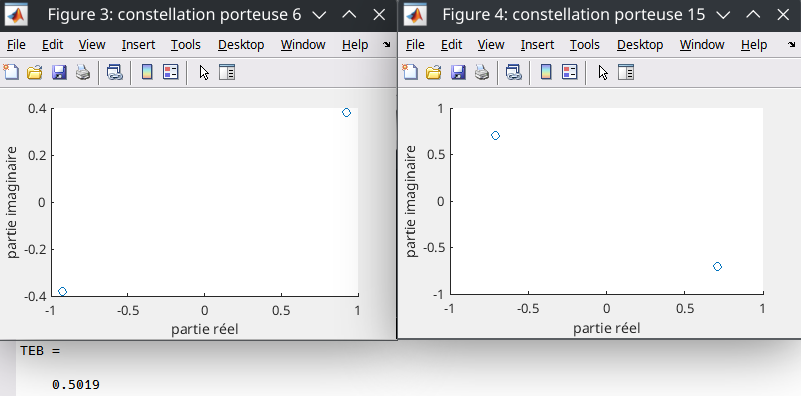 Figure 3: constellation porteuse 6
File Edit View Insert Tools Desktop Window Help
0.4
0.2
0
-0.2
-0.4
partie imaginaire
-1 -0.5 0 0.5 1
partie réel
Figure 4: constellation porteuse 15
File Edit View Insert Tools Desktop Window Help
1
0.5
0
-0.5
-1
partie imaginaire
-1 -0.5 0 0.5 1
partie réel
TEB =
0.5019